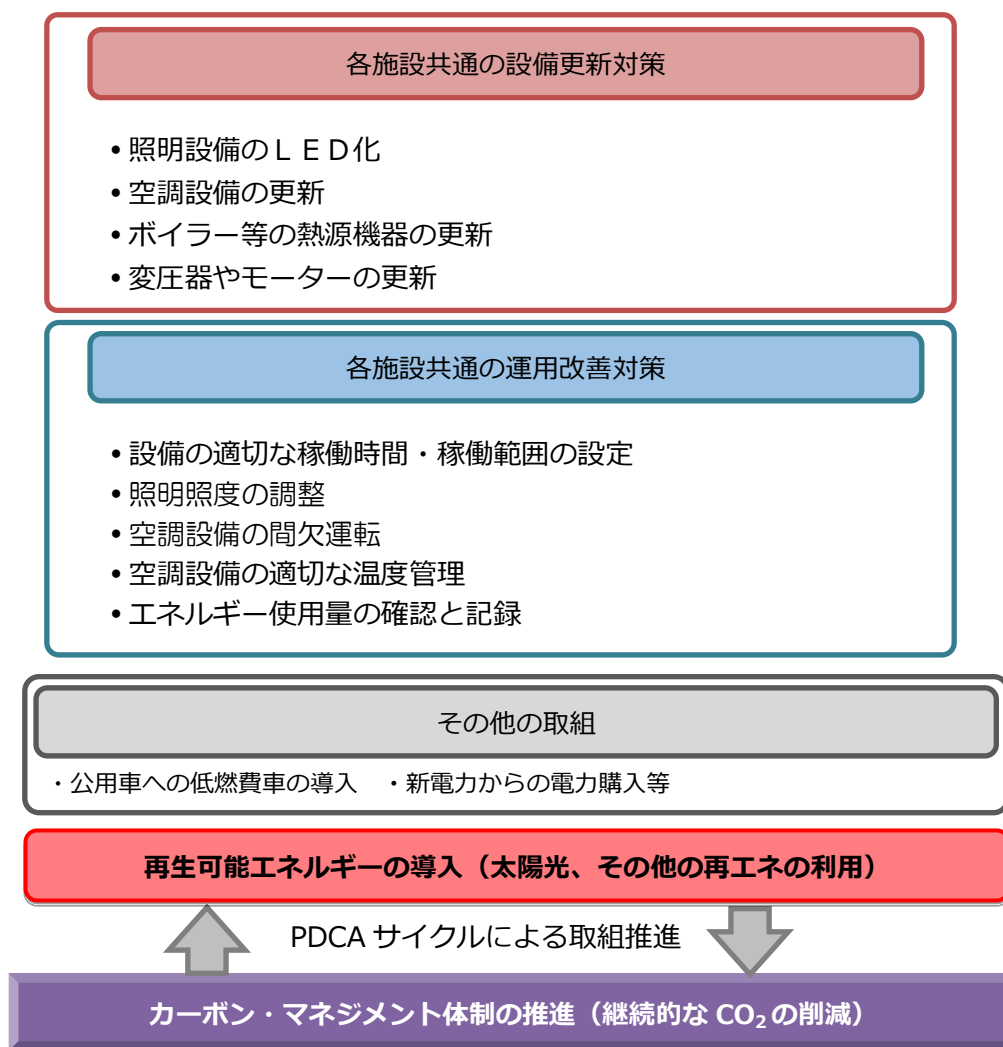 各施設共通の設備更新対策
•照明設備のＬＥＤ化
•空調設備の更新
•ボイラー等の熱源機器の更新
•変圧器やモーターの更新
各施設共通の運用改善対策
•設備の適切な稼働時間・稼働範囲の設定
•照明照度の調整
•空調設備の間欠運転
•空調設備の適切な温度管理
•エネルギー使用量の確認と記録
その他の取組
・公用車への低燃費車の導入　・新電力からの電力購入等
再生可能エネルギーの導入（太陽光、その他の再エネの利用）
PDCA サイクルによる取組推進
カーボン・マネジメント体制の推進（継続的な CO₂ の削減）